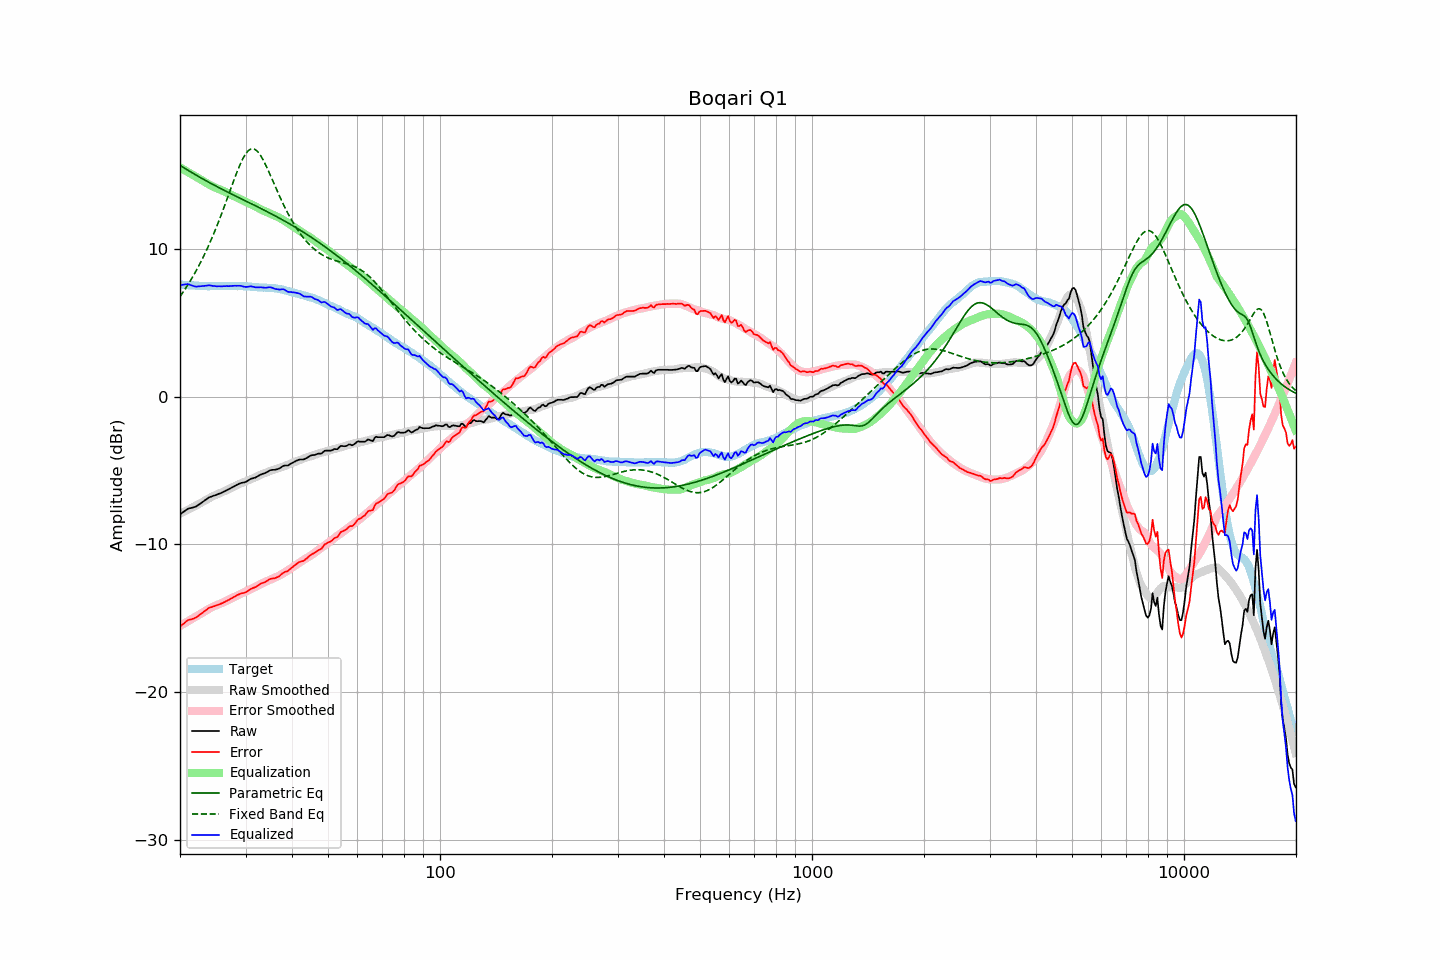 Boqari Q1
Amplitude (dBr)
10
0
−10
−20
−30
Target
Raw Smoothed
Error Smoothed
Raw
Error
Equalization
Parametric Eq
Fixed Band Eq
Equalized
100
1000
10000
Frequency (Hz)